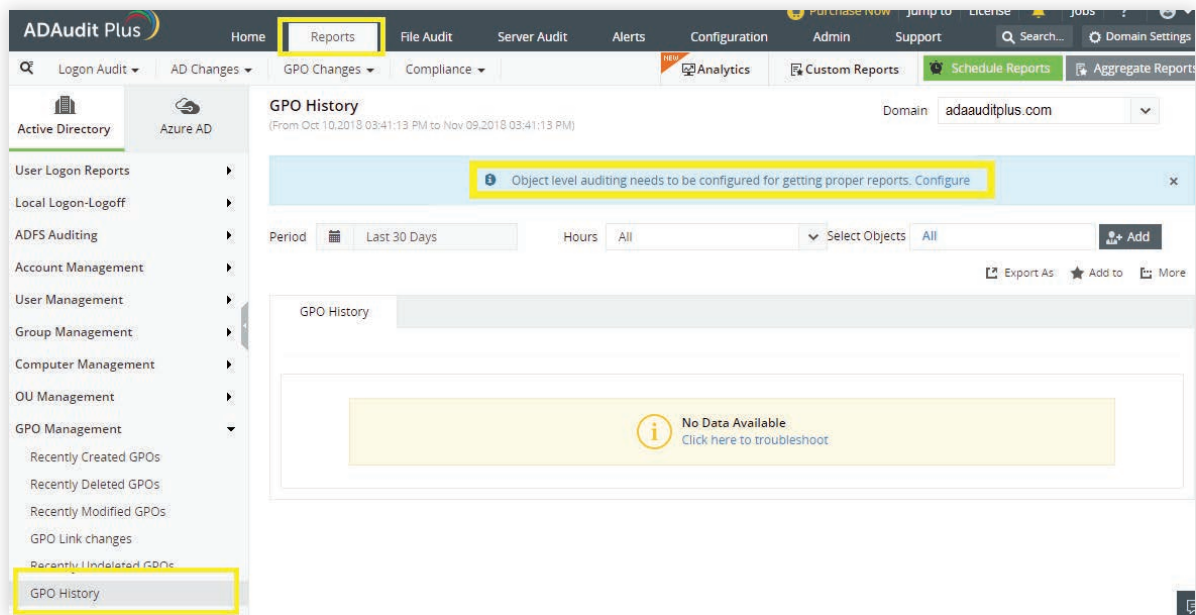 Purchase Now Jump to License Jobs ?
ADAudit Plus Home Reports File Audit Server Audit Alerts Configuration Admin Support Search... Domain Settings
Logon Audit AD Changes GPO Changes Compliance NEW Analytics Custom Reports Schedule Reports Aggregate Reports
Active Directory Azure AD
GPO History
(From Oct 10,2018 03:41:13 PM to Nov 09,2018 03:41:13 PM)
Domain adaauditplus.com
User Logon Reports
Local Logon-Logoff
ADFS Auditing
Account Management
User Management
Group Management
Computer Management
OU Management
GPO Management
Recently Created GPOs
Recently Deleted GPOs
Recently Modified GPOs
GPO Link changes
Recently Undeleted GPOs
GPO History
Object level auditing needs to be configured for getting proper reports. Configure x
Period Last 30 Days Hours All Select Objects All Add
Export As Add to More
GPO History
No Data Available
Click here to troubleshoot